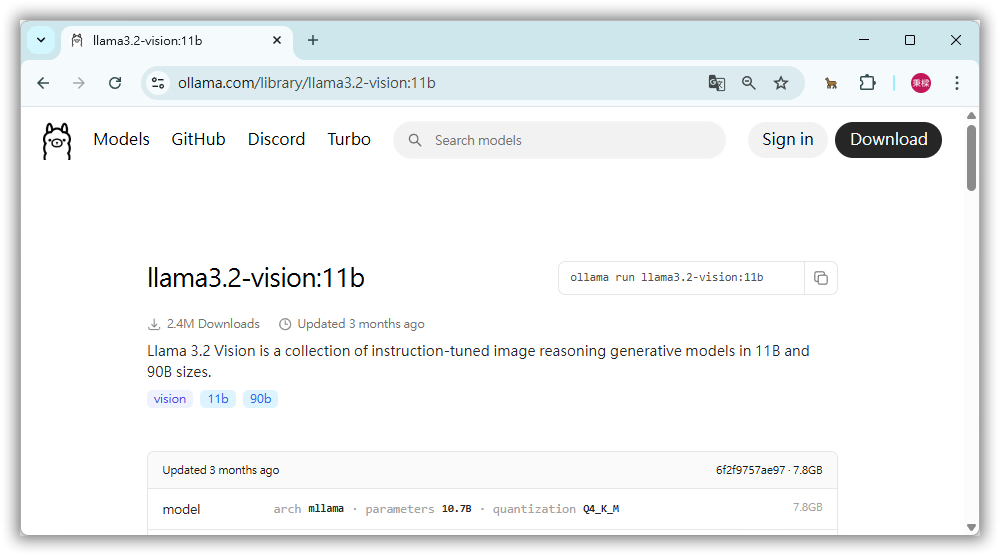 llama3.2-vision:11b
ollama.com/library/llama3.2-vision:11b
秉樑
Models GitHub Discord Turbo Search models Sign in Download
llama3.2-vision:11b
ollama run llama3.2-vision:11b
2.4M Downloads Updated 3 months ago
Llama 3.2 Vision is a collection of instruction-tuned image reasoning generative models in 11B and
90B sizes.
vision 11b 90b
Updated 3 months ago 6f2f9757ae97 · 7.8GB
model arch mllama · parameters 10.7B · quantization Q4_K_M 7.8GB